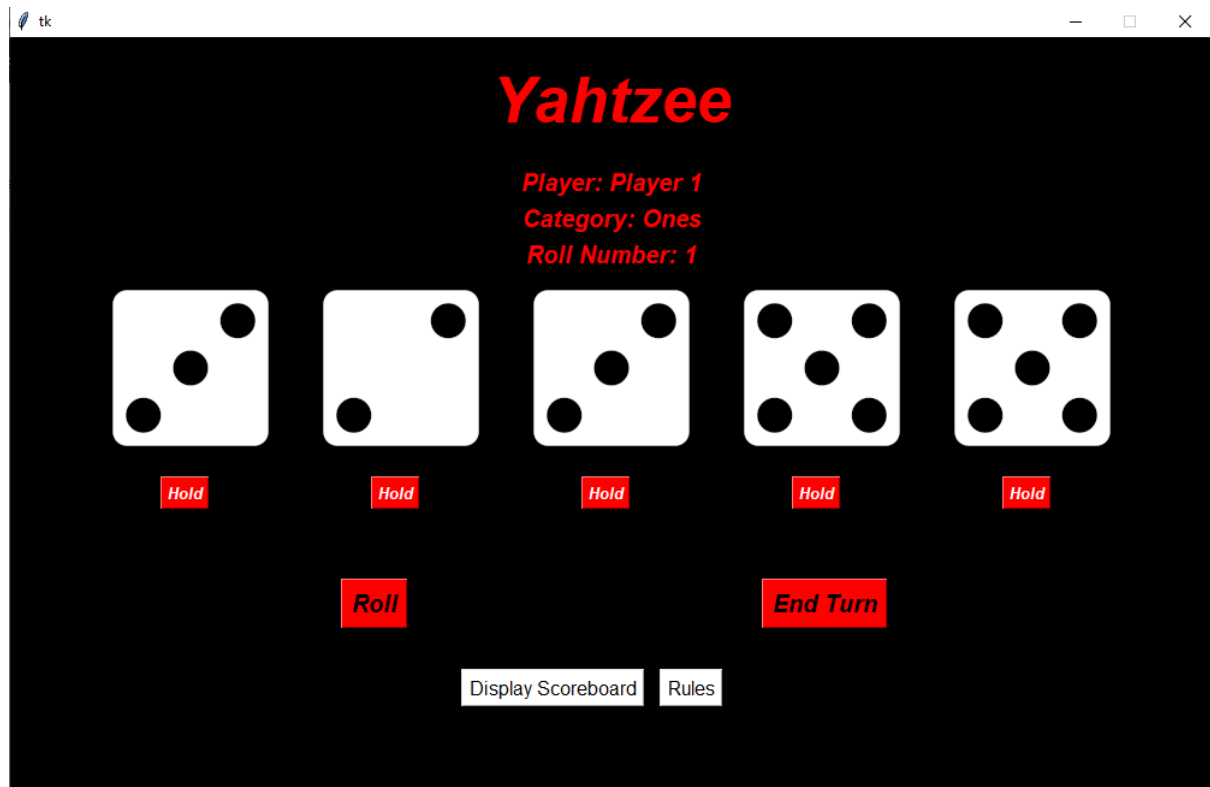 tk
Yahtzee
Player: Player 1
Category: Ones
Roll Number: 1
Hold Hold Hold Hold Hold
Roll End Turn
Display Scoreboard Rules